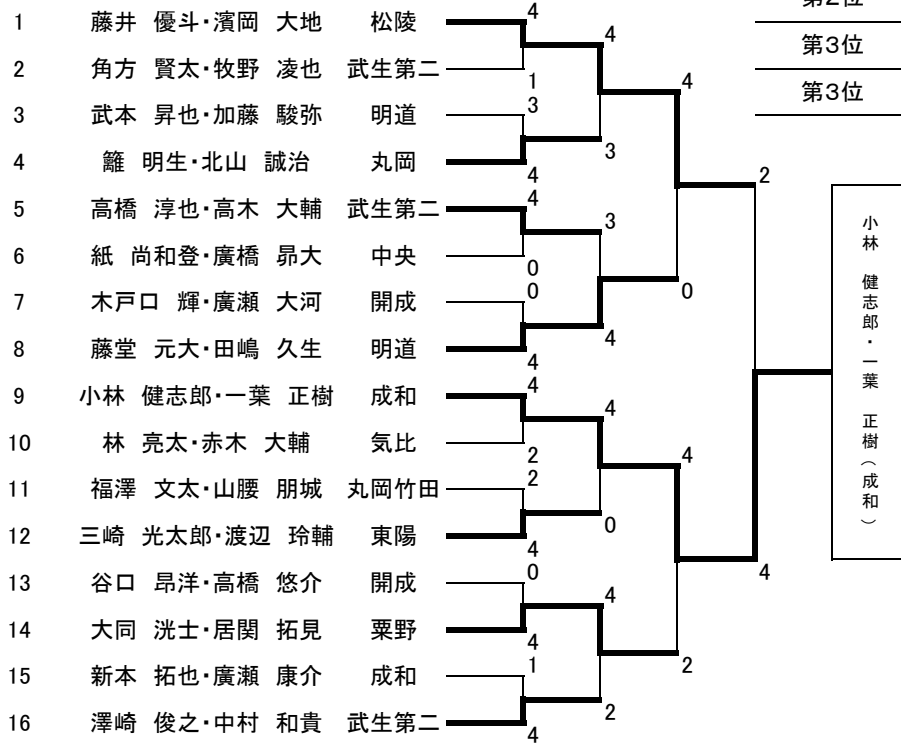 第2位
第3位
第3位
1 藤井 優斗・濱岡 大地 松陵 4
4
2 角方 賢太・牧野 凌也 武生第二 1
4
3 武本 昇也・加藤 駿弥 明道 3
3
4 籬 明生・北山 誠治 丸岡 4
2
5 高橋 淳也・高木 大輔 武生第二 4
3
6 紙 尚和登・廣橋 昴大 中央 0
0
7 木戸口 輝・廣瀬 大河 開成 0
4
8 藤堂 元大・田嶋 久生 明道 4
小林 健志郎・一葉 正樹(成和)
9 小林 健志郎・一葉 正樹 成和 4
4
10 林 亮太・赤木 大輔 気比 2
4
11 福澤 文太・山腰 朋城 丸岡竹田 2
0
12 三崎 光太郎・渡辺 玲輔 東陽 4
4
13 谷口 昂洋・高橋 悠介 開成 0
4
14 大同 洸士・居関 拓見 粟野 4
2
15 新本 拓也・廣瀬 康介 成和 1
2
16 澤崎 俊之・中村 和貴 武生第二 4